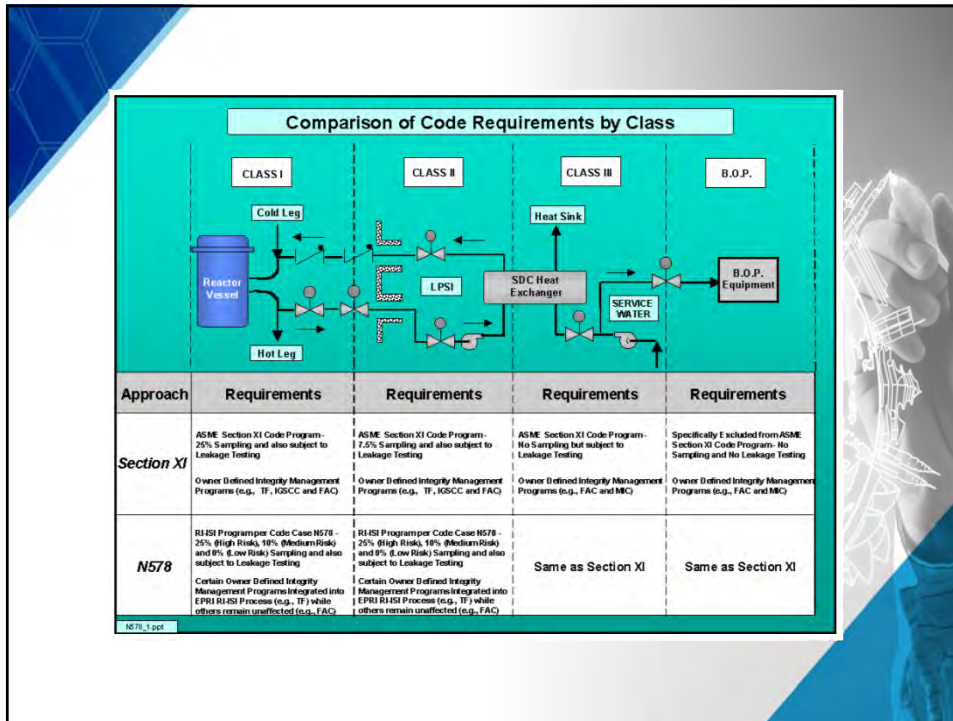 Comparison of Code Requirements by Class
CLASS I
CLASS II
CLASS III
B.O.P.
Cold Leg
Heat Sink
Reactor
Vessel
LPSI
SDC Heat
Exchanger
B.O.P.
Equipment
SERVICE
WATER
Hot Leg
Approach
Requirements
Requirements
Requirements
Requirements
Section XI
ASME Section XI Code Program-
25% Sampling and also subject to
Leakage Testing
Owner Defined Integrity Management
Programs (e.g., TF, IGSCC and FAC)
ASME Section XI Code Program-
7.5% Sampling and also subject to
Leakage Testing
Owner Defined Integrity Management
Programs (e.g., TF, IGSCC and FAC)
ASME Section XI Code Program-
No Sampling but subject to
Leakage Testing
Owner Defined Integrity Management
Programs (e.g., FAC and MIC)
Specifically Excluded from ASME
Section XI Code Program- No
Sampling and No Leakage Testing
Owner Defined Integrity Management
Programs (e.g., FAC and MIC)
N578
RI-ISI Program per Code Case N578 -
25% (High Risk), 10% (Medium Risk)
and 0% (Low Risk) Sampling and also
subject to Leakage Testing
Certain Owner Defined Integrity
Management Programs Integrated into
EPRI RI-ISI Process (e.g., TF) while
others remain unaffected (e.g., FAC)
RI-ISI Program per Code Case N578 -
25% (High Risk), 10% (Medium Risk)
and 0% (Low Risk) Sampling and also
subject to Leakage Testing
Certain Owner Defined Integrity
Management Programs Integrated into
EPRI RI-ISI Process (e.g., TF) while
others remain unaffected (e.g., FAC)
Same as Section XI
Same as Section XI
N578_1.ppt